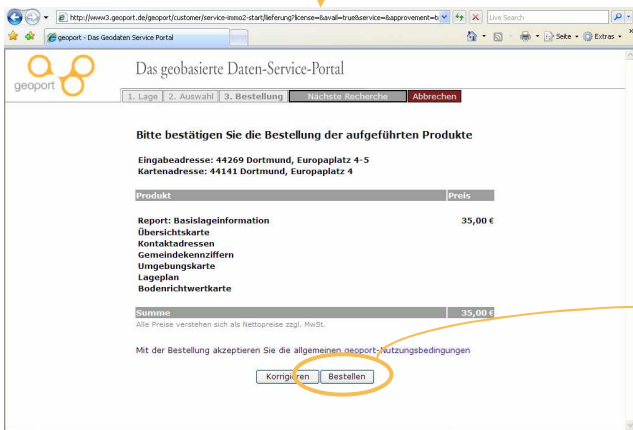 http://www3.geoport.de/geoport/customer/service-immo2-start/lieferung?license=&avail=true&service=&approvement=b
Live Search
geoport - Das Geodaten Service Portal
Seite
Extras
geoport
Das geobasierte Daten-Service-Portal
1. Lage 2. Auswahl 3. Bestellung Nächste Recherche Abbrechen
Bitte bestätigen Sie die Bestellung der aufgeführten Produkte
Eingabeadresse: 44269 Dortmund, Europaplatz 4-5
Kartenadresse: 44141 Dortmund, Europaplatz 4
Produkt Preis
Report: Basislageinformation 35,00 €
Übersichtskarte
Kontaktadressen
Gemeindekennziffern
Umgebungskarte
Lageplan
Bodenrichtwertkarte
Summe 35,00 €
Alle Preise verstehen sich als Nettopreise zzgl. MwSt.
Mit der Bestellung akzeptieren Sie die allgemeinen geoport-Nutzungsbedingungen
Korrigieren Bestellen